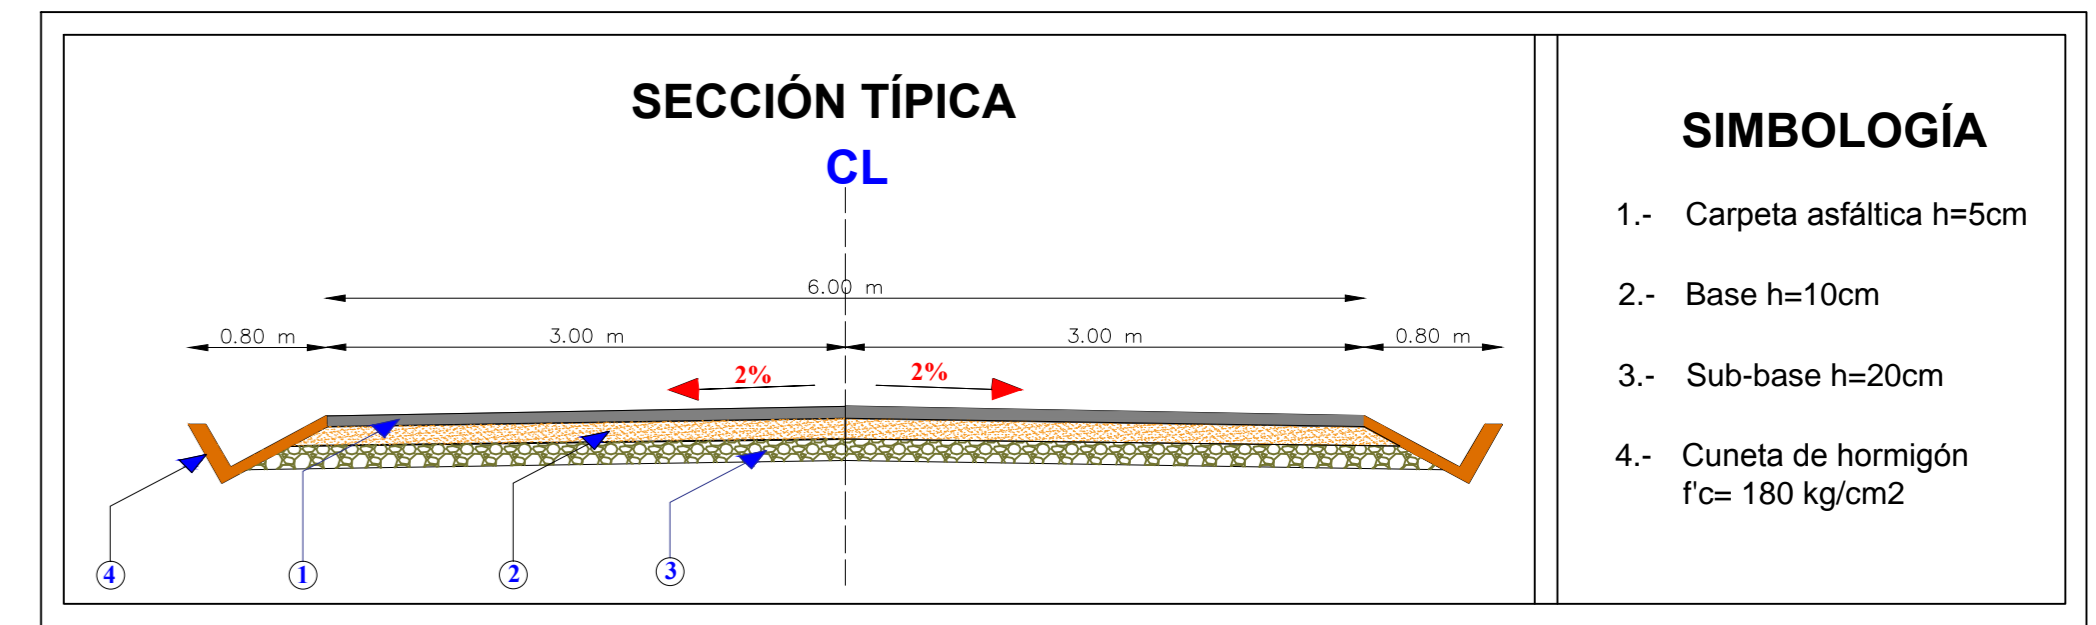 SECCIÓN TÍPICA
CL
6.00 m
0.80 m
3.00 m
3.00 m
0.80 m
2%
2%
4
1
2
3
SIMBOLOGÍA
1.- Carpeta asfáltica h=5cm
2.- Base h=10cm
3.- Sub-base h=20cm
4.- Cuneta de hormigón
f'c= 180 kg/cm2